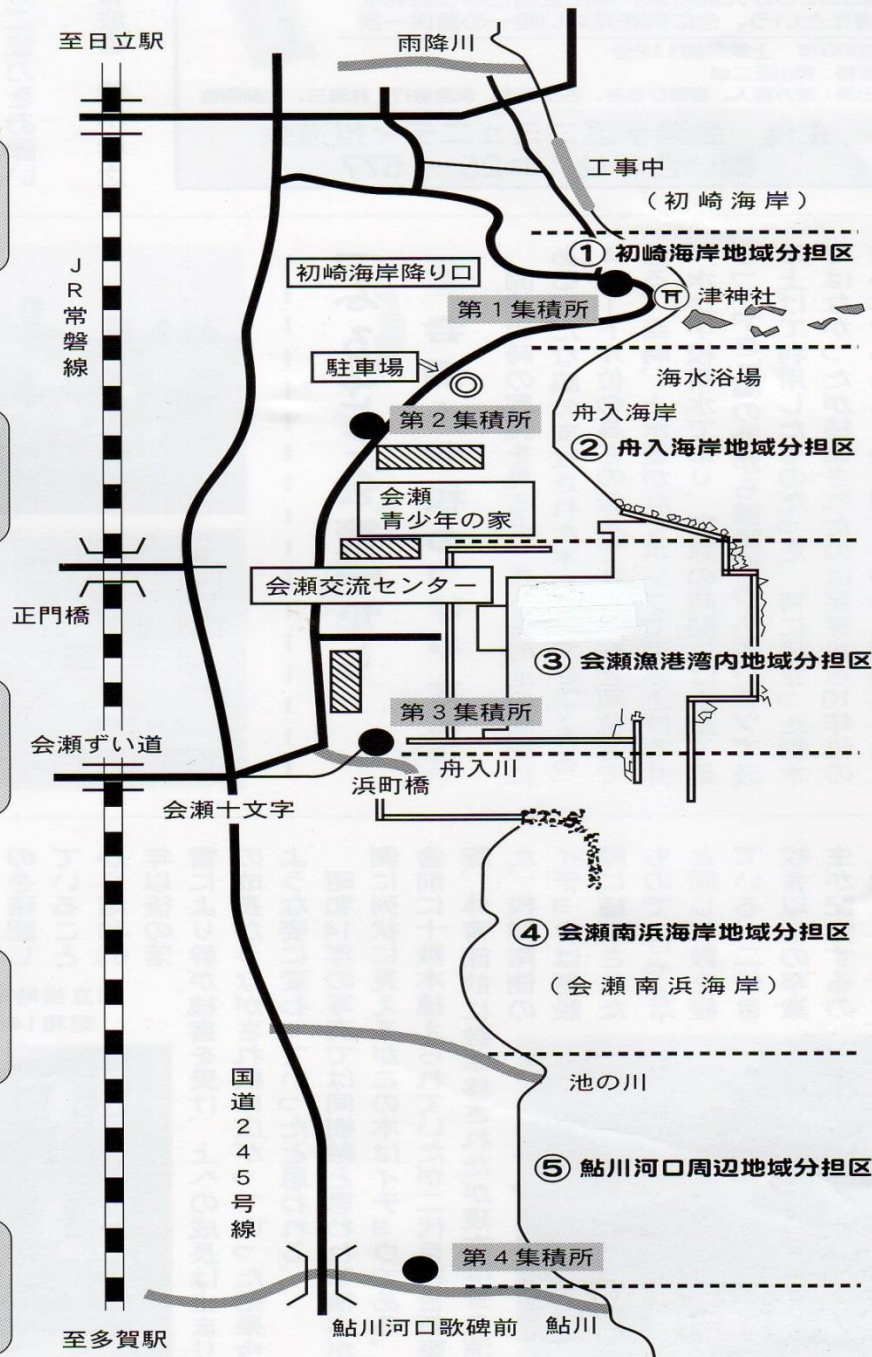 至日立駅
雨降川
工事中
(初崎海岸)
JR常磐線
① 初崎海岸地域分担区
初崎海岸降り口
第1集積所
津神社
駐車場
海水浴場
舟入海岸
第2集積所
② 舟入海岸地域分担区
会瀬
青少年の家
会瀬交流センター
正門橋
③ 会瀬漁港湾内地域分担区
第3集積所
会瀬ずい道
舟入川
浜町橋
会瀬十文字
④ 会瀬南浜海岸地域分担区
(会瀬南浜海岸)
国道245号線
池の川
⑤ 鮎川河口周辺地域分担区
第4集積所
鮎川河口歌碑前
鮎川
至多賀駅